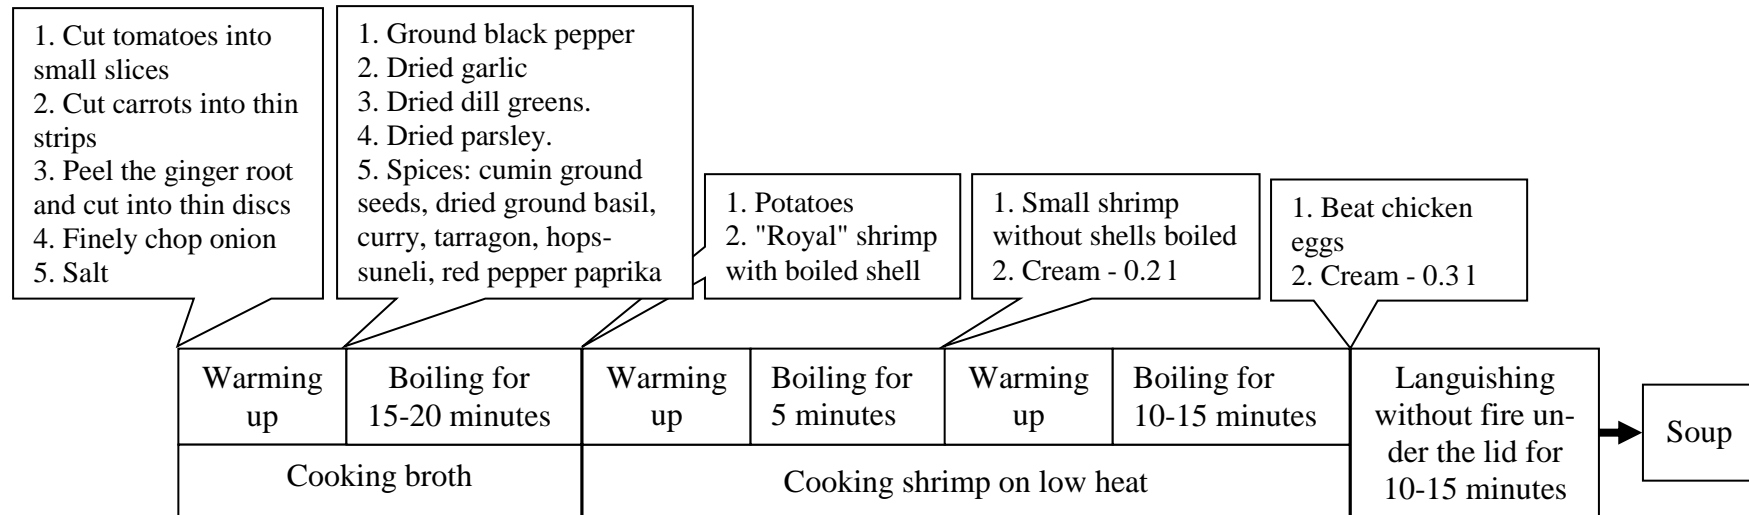 1. Cut tomatoes into
small slices
2. Cut carrots into thin
strips
3. Peel the ginger root
and cut into thin discs
4. Finely chop onion
5. Salt
1. Ground black pepper
2. Dried garlic
3. Dried dill greens.
4. Dried parsley.
5. Spices: cumin ground
seeds, dried ground basil,
curry, tarragon, hops-
suneli, red pepper paprika
1. Potatoes
2. "Royal" shrimp
with boiled shell
1. Small shrimp
without shells boiled
2. Cream - 0.2 l
1. Beat chicken
eggs
2. Cream - 0.3 l
Warming
up
Boiling for
15-20 minutes
Warming
up
Boiling for
5 minutes
Warming
up
Boiling for
10-15 minutes
Languishing
without fire un-
der the lid for
10-15 minutes
Soup
Cooking broth
Cooking shrimp on low heat